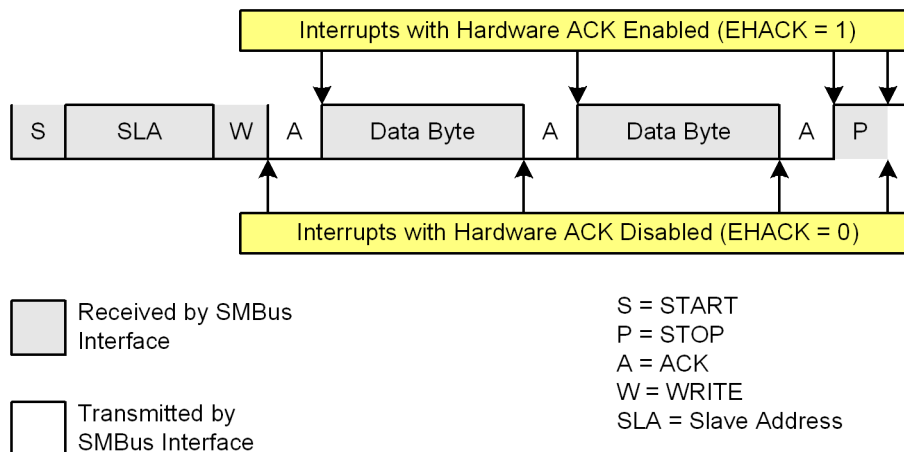 Interrupts with Hardware ACK Enabled (EHACK = 1)
S SLA W A Data Byte A Data Byte A P
Interrupts with Hardware ACK Disabled (EHACK = 0)
Received by SMBus
Interface
Transmitted by
SMBus Interface
S = START
P = STOP
A = ACK
W = WRITE
SLA = Slave Address